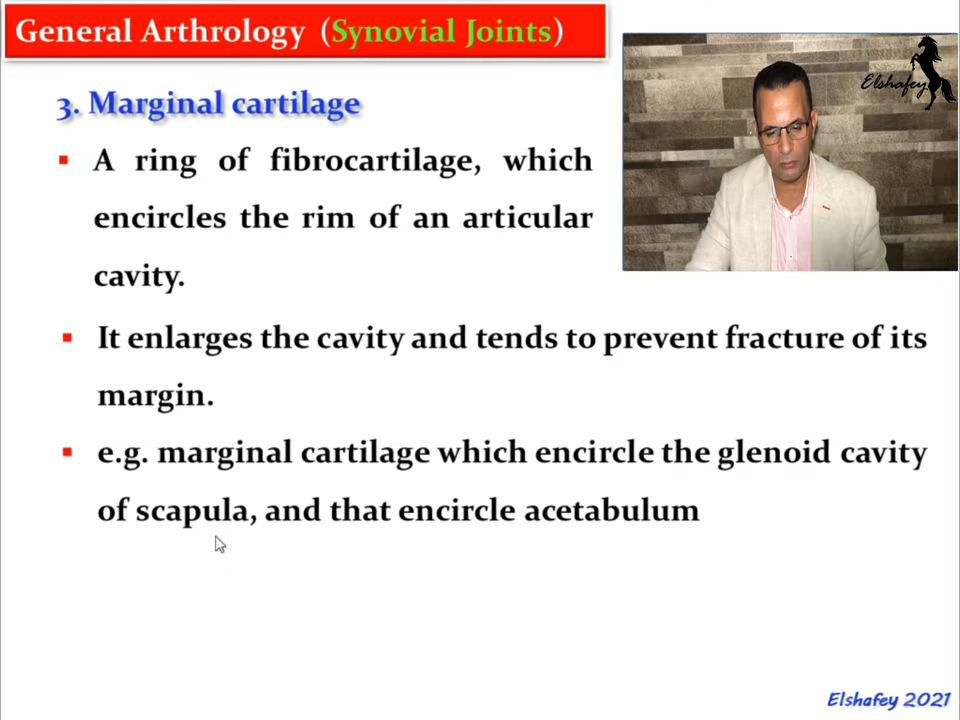 General Arthrology (Synovial Joints)
Elshafey
3. Marginal cartilage
▪ A ring of fibrocartilage, which
encircles the rim of an articular
cavity.
▪ It enlarges the cavity and tends to prevent fracture of its
margin.
▪ e.g. marginal cartilage which encircle the glenoid cavity
of scapula, and that encircle acetabulum
Elshafey 2021